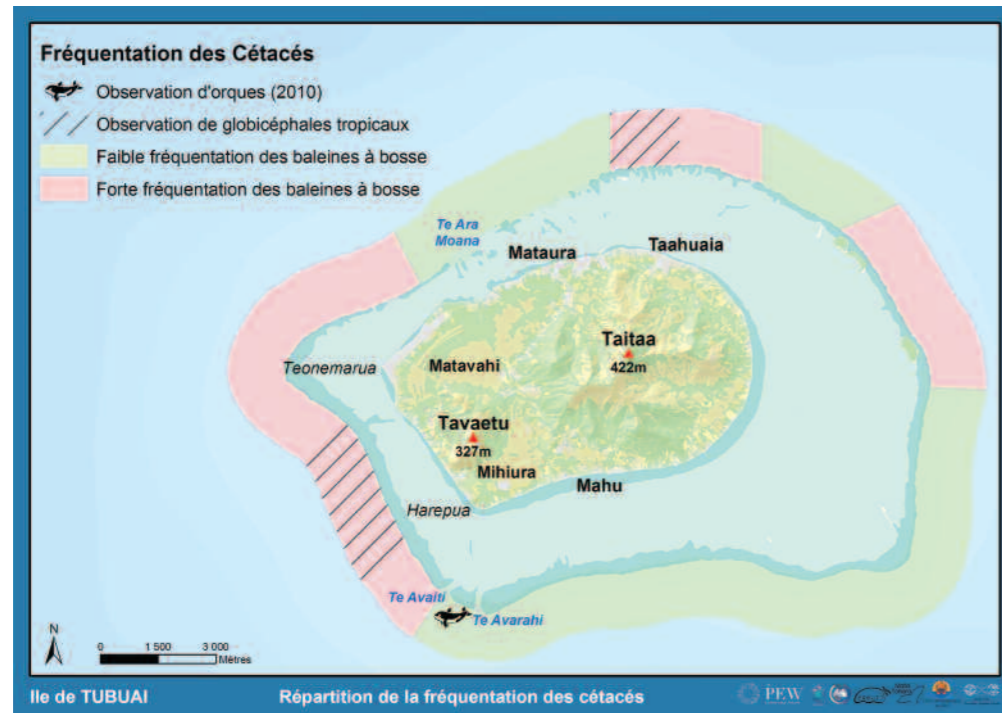 Fréquentation des Cétacés
Observation d'orques (2010)
Observation de globicéphales tropicaux
Faible fréquentation des baleines à bosse
Forte fréquentation des baleines à bosse
Te Ara
Moana
Mataura
Taahuaia
Taitaa
422m
Teonemarua
Matavahi
Tavaetu
327m
Mihiura
Mahu
Harepua
Te Avaiti
Te Avarahi
N
0 1 500 3 000
Mètres
Ile de TUBUAI
Répartition de la fréquentation des cétacés
PEW